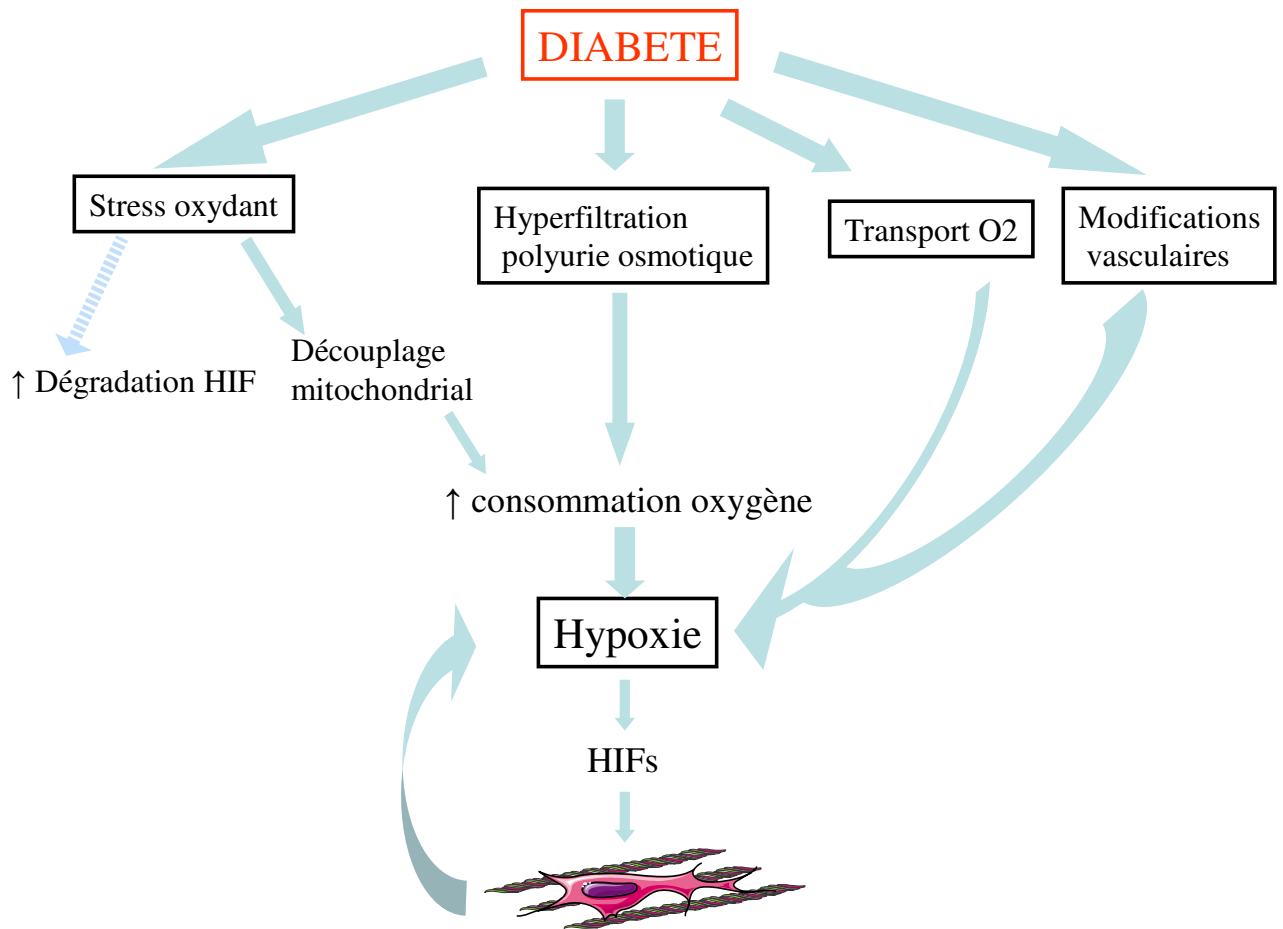 DIABETE
Stress oxydant
Hyperfiltration
polyurie osmotique
Transport O2
Modifications
vasculaires
↑ Dégradation HIF
Découplage
mitochondrial
↑ consommation oxygène
Hypoxie
HIFs